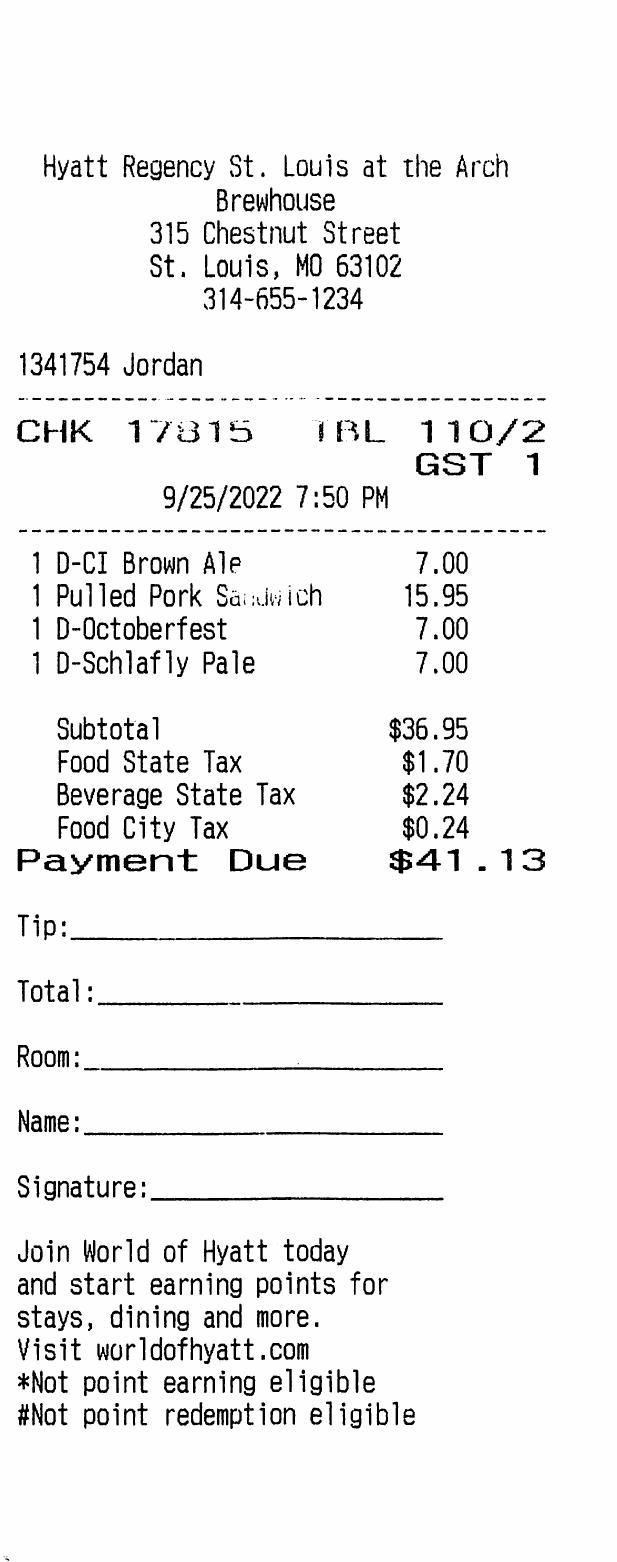 Hyatt Regency St. Louis at the Arch
Brewhouse
315 Chestnut Street
St. Louis, MO 63102
314-655-1234
1341754 Jordan
CHK 17815 TBL 110/2
GST 1
9/25/2022 7:50 PM
1 D-CI Brown Ale 7.00
1 Pulled Pork Sandwich 15.95
1 D-Octoberfest 7.00
1 D-Schlafly Pale 7.00
Subtotal $36.95
Food State Tax $1.70
Beverage State Tax $2.24
Food City Tax $0.24
Payment Due $41.13
Tip:
Total:
Room:
Name:
Signature:
Join World of Hyatt today
and start earning points for
stays, dining and more.
Visit worldofhyatt.com
*Not point earning eligible
#Not point redemption eligible